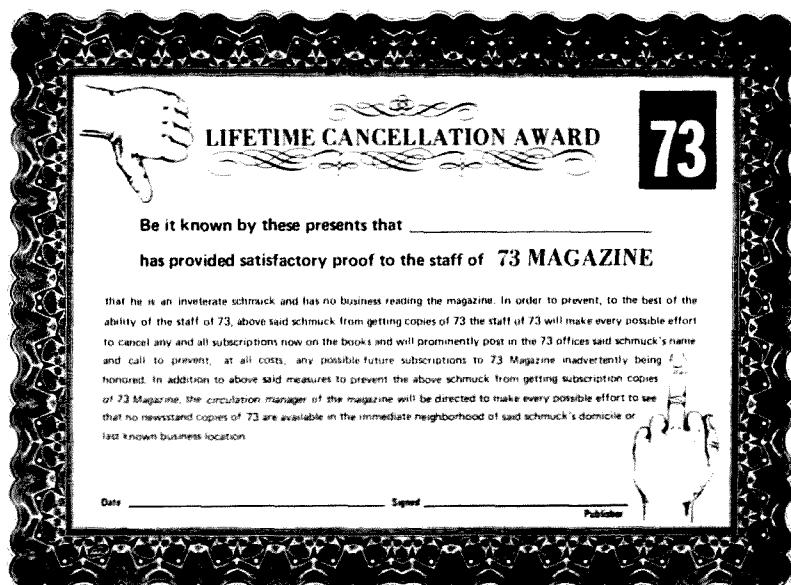 LIFETIME CANCELLATION AWARD
73
Be it known by these presents that
has provided satisfactory proof to the staff of 73 MAGAZINE
that he is an inveterate schmuck and has no business reading the magazine. In order to prevent, to the best of the
ability of the staff of 73, above said schmuck from getting copies of 73 the staff of 73 will make every possible effort
to cancel any and all subscriptions now on the books and will prominently post in the 73 offices said schmuck's name
and call to prevent, at all costs, any possible future subscriptions to 73 Magazine inadvertently being
honored. In addition to above said measures to prevent the above schmuck from getting subscription copies
of 73 Magazine, the circulation manager of the magazine will be directed to make every possible effort to see
that no newsstand copies of 73 are available in the immediate neighborhood of said schmuck's domicile or
last known business location
Date Signed
Publisher